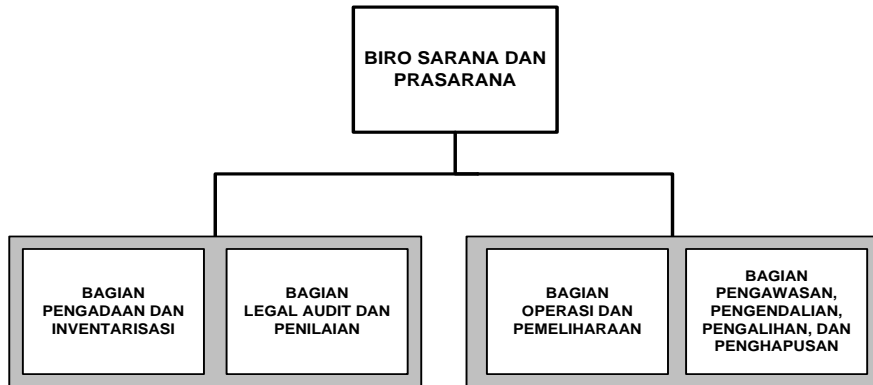 BIRO SARANA DAN
PRASARANA
BAGIAN
PENGADAAN DAN
INVENTARISASI
BAGIAN
LEGAL AUDIT DAN
PENILAIAN
BAGIAN
OPERASI DAN
PEMELIHARAAN
BAGIAN
PENGAWASAN,
PENGENDALIAN,
PENGALIHAN, DAN
PENGHAPUSAN